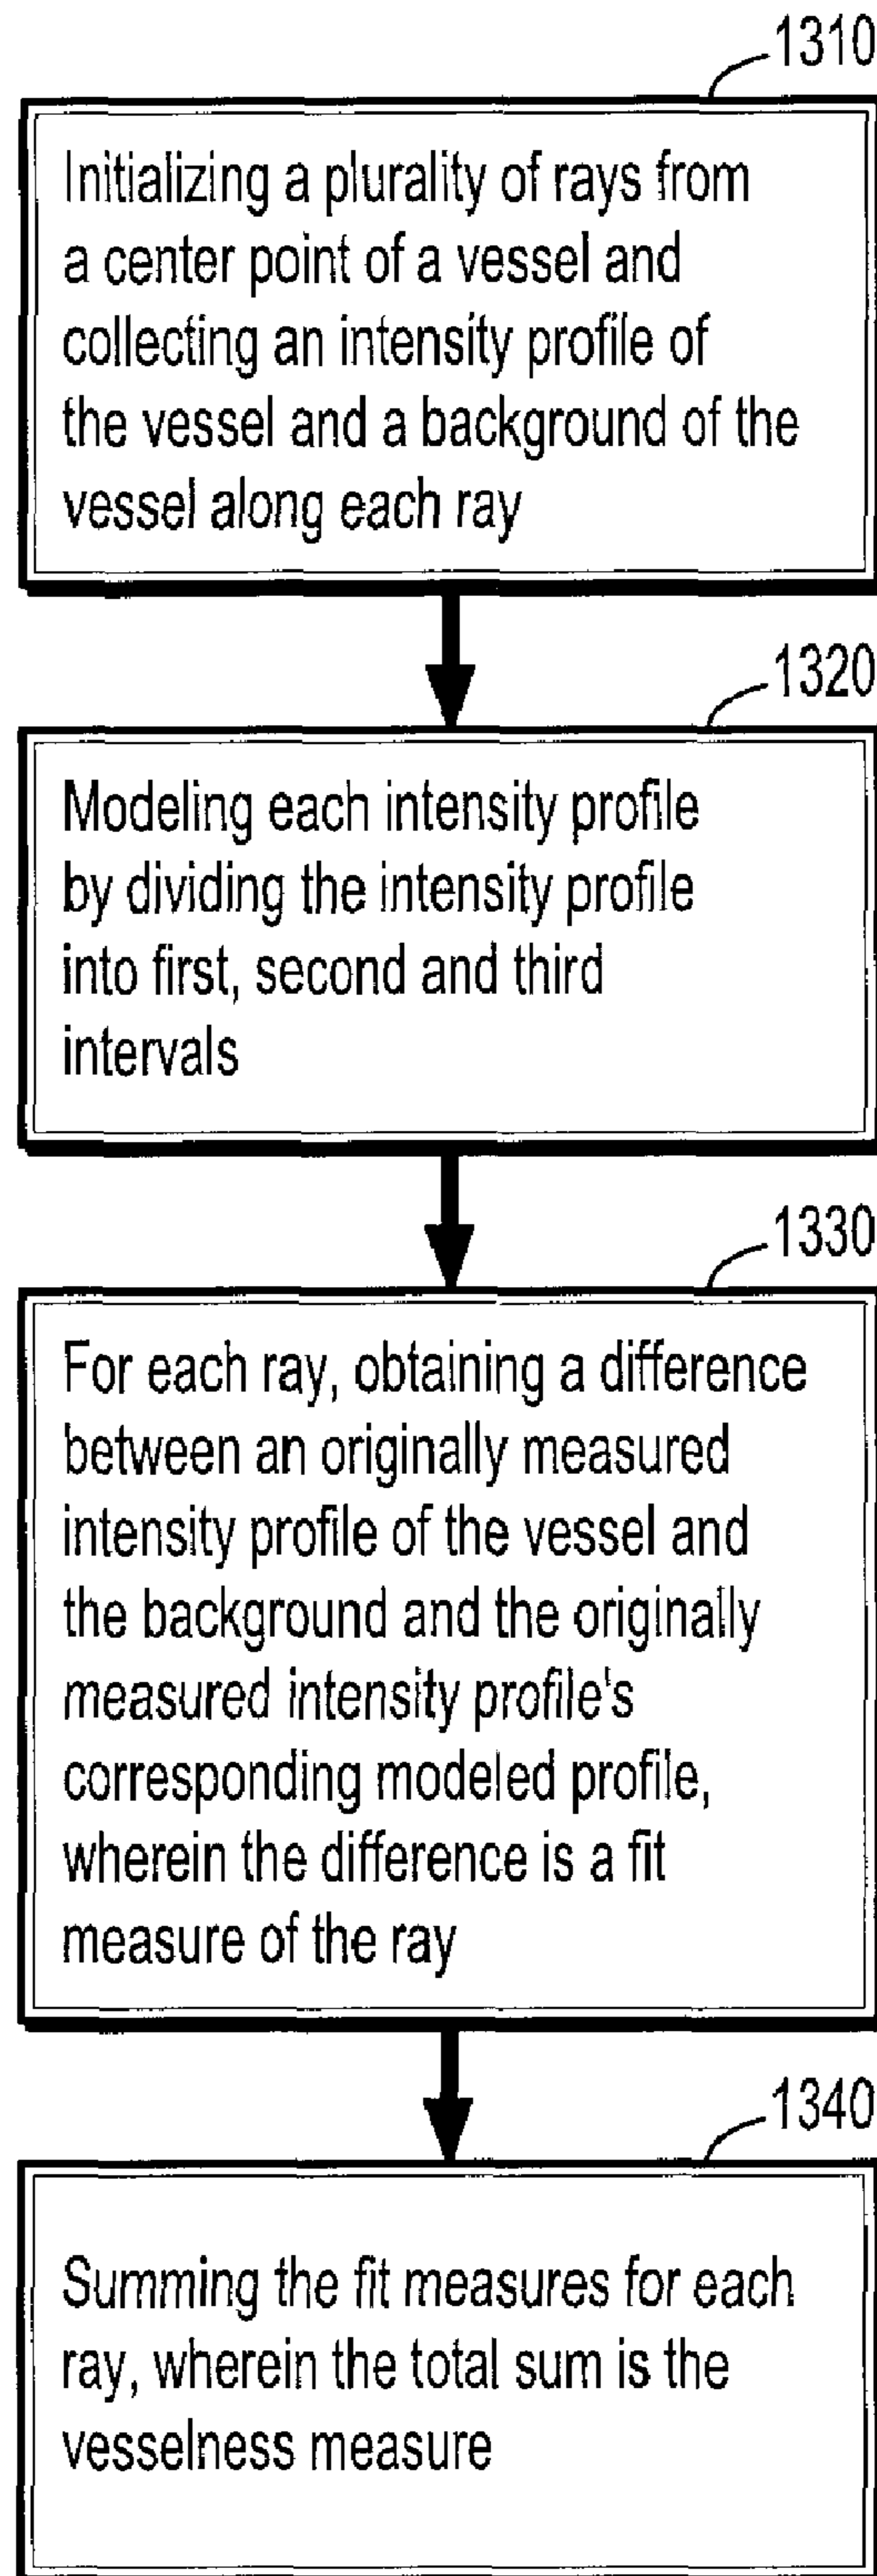 1310
Initializing a plurality of rays from
a center point of a vessel and
collecting an intensity profile of
the vessel and a background of the
vessel along each ray
1320
Modeling each intensity profile
by dividing the intensity profile
into first, second and third
intervals
1330
For each ray, obtaining a difference
between an originally measured
intensity profile of the vessel and
the background and the originally
measured intensity profile's
corresponding modeled profile,
wherein the difference is a fit
measure of the ray
1340
Summing the fit measures for each
ray, wherein the total sum is the
vesselness measure